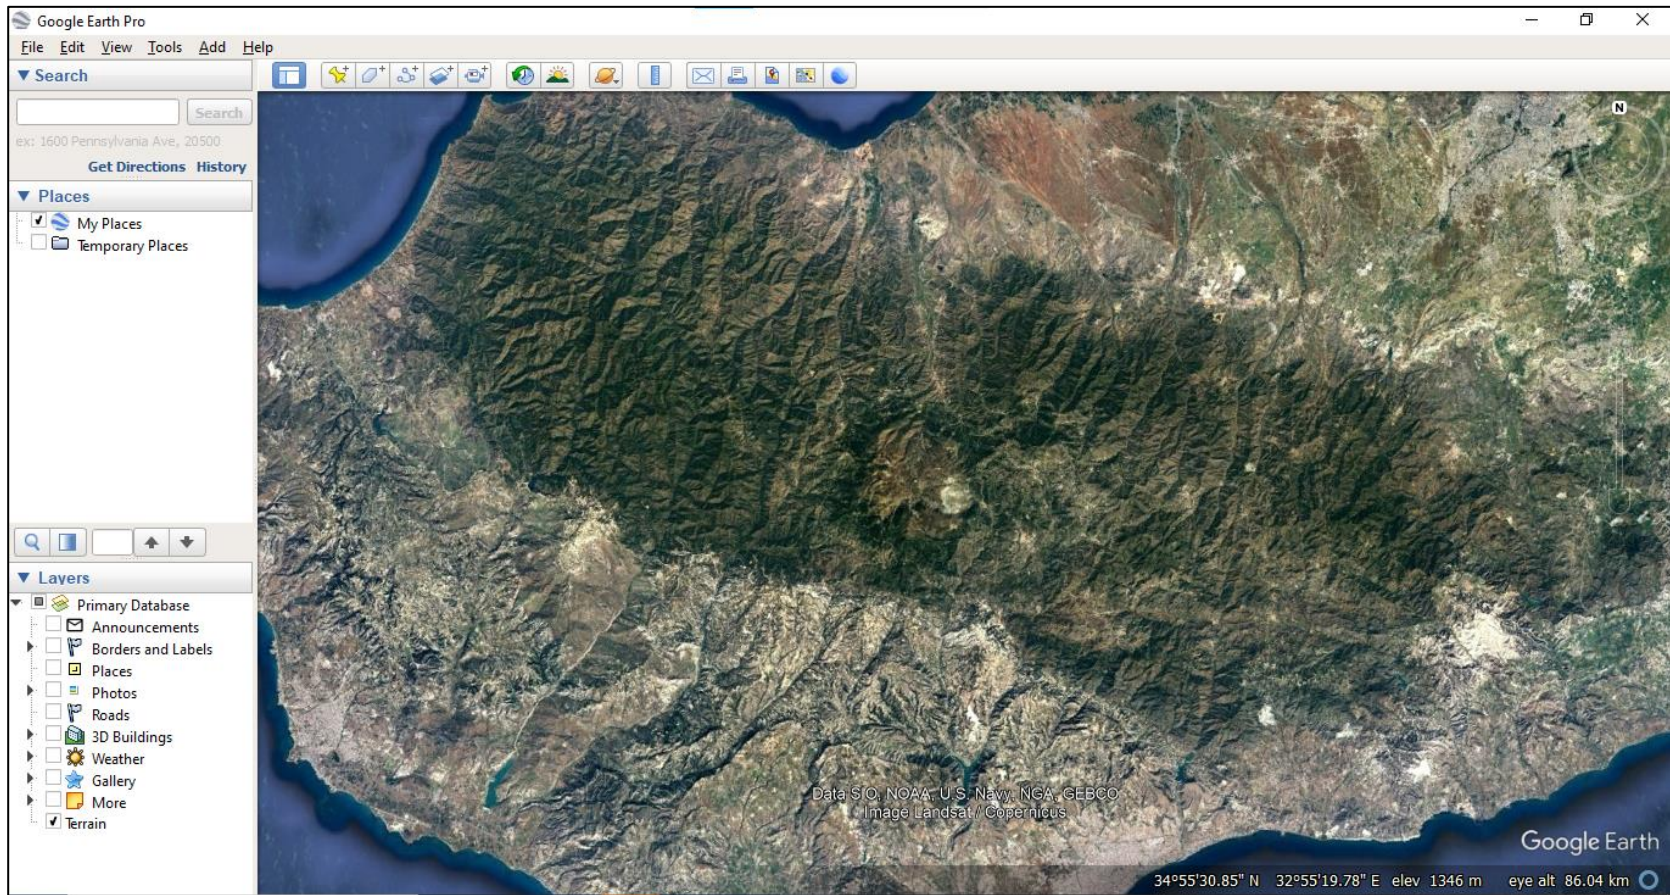 Google Earth Pro
File Edit View Tools Add Help
Search
Search
ex: 1600 Pennsylvania Ave, 20500
Get Directions History
Places
My Places
Temporary Places
Layers
Primary Database
Announcements
Borders and Labels
Places
Photos
Roads
3D Buildings
Weather
Gallery
More
Terrain
N
Data SIO, NOAA, U.S. Navy, NGA, GEBCO
Image Landsat / Copernicus
Google Earth
34°55'30.85" N 32°55'19.78" E elev 1346 m eye alt 86.04 km